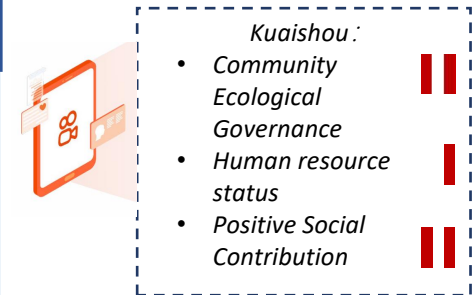 Kuaishou：
• Community
Ecological
Governance
• Human resource
status
• Positive Social
Contribution